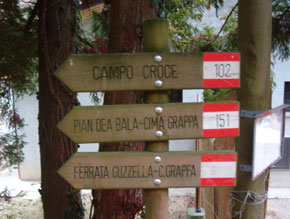 CAMPO CROCE 102
PIAN DEA BALA-CIMA GRAPPA 151
FERRATA GUZZELLA-C.GRAPPA